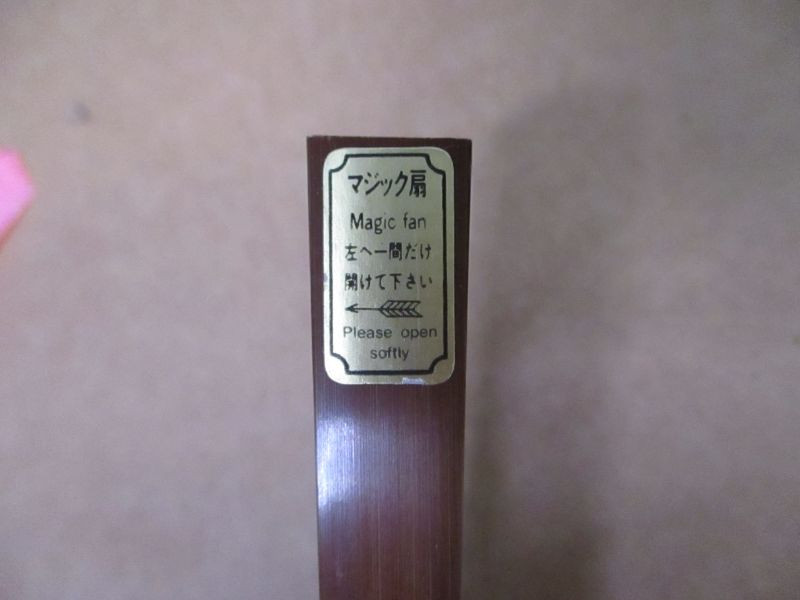 マジック扇
Magic fan
左へ一間だけ
開けて下さい
Please open
softly